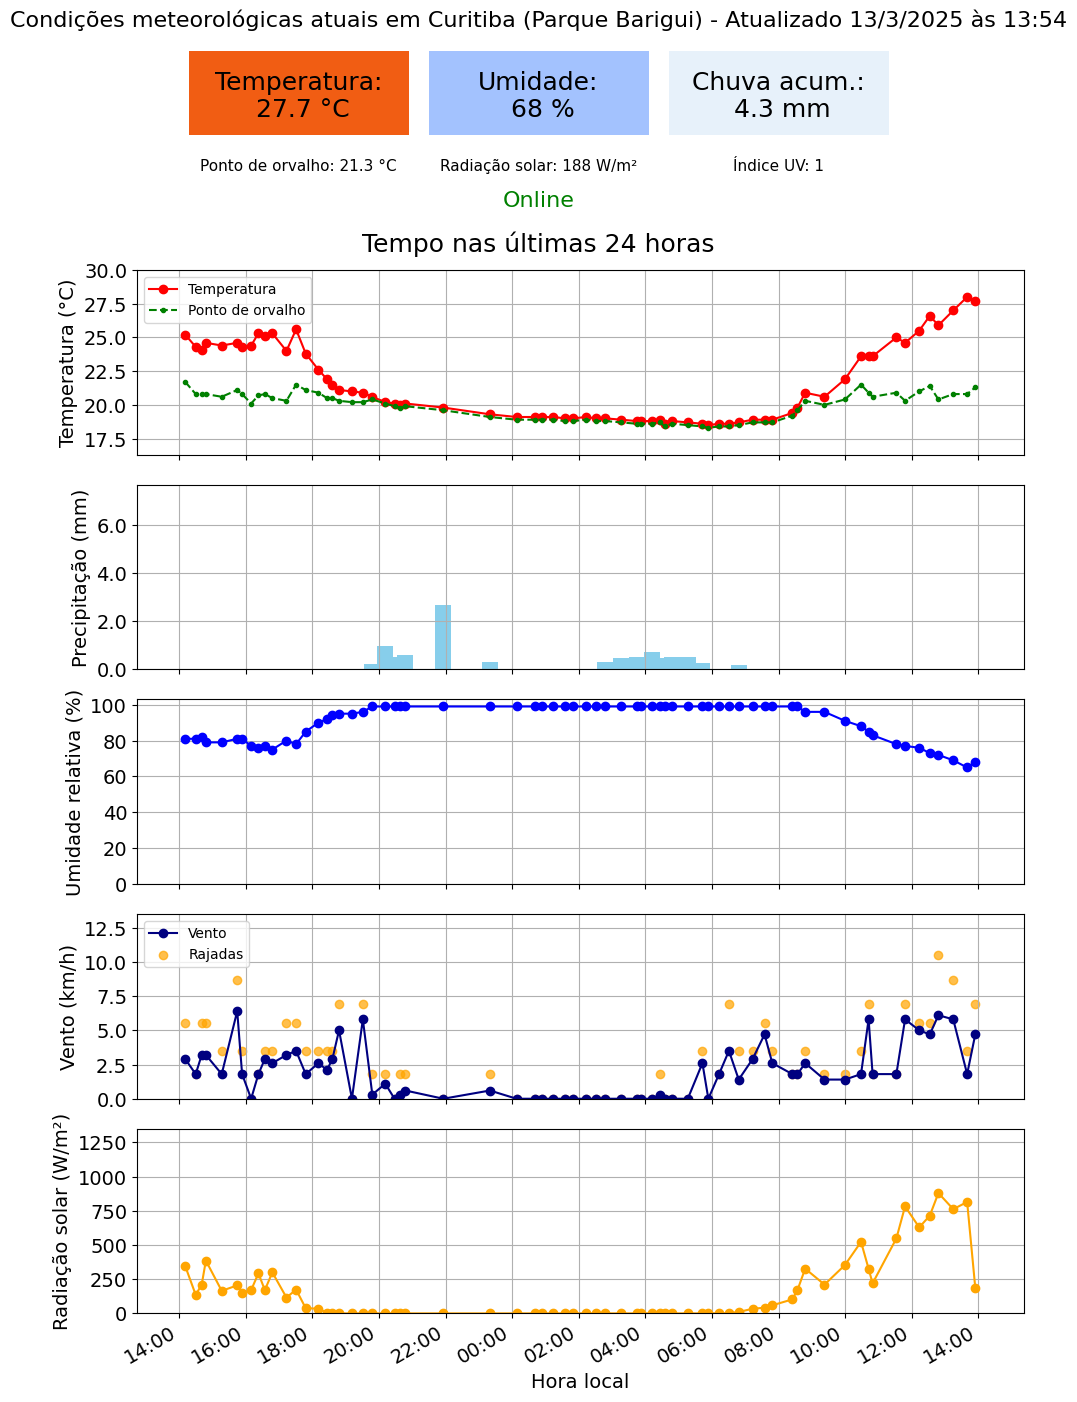 Condições meteorológicas atuais em Curitiba (Parque Barigui) - Atualizado 13/3/2025 às 13:54
Temperatura:
27.7 °C
Umidade:
68 %
Chuva acum.:
4.3 mm
Ponto de orvalho: 21.3 °C
Radiação solar: 188 W/m²
Índice UV: 1
Online
Tempo nas últimas 24 horas
Temperatura (°C)
30.0
27.5
25.0
22.5
20.0
17.5
Temperatura
Ponto de orvalho
Precipitação (mm)
6.0
4.0
2.0
0.0
Umidade relativa (%)
100
80
60
40
20
0
Vento (km/h)
12.5
10.0
7.5
5.0
2.5
0.0
Vento
Rajadas
Radiação solar (W/m²)
1250
1000
750
500
250
0
14:00
16:00
18:00
20:00
22:00
00:00
02:00
04:00
06:00
08:00
10:00
12:00
14:00
Hora local